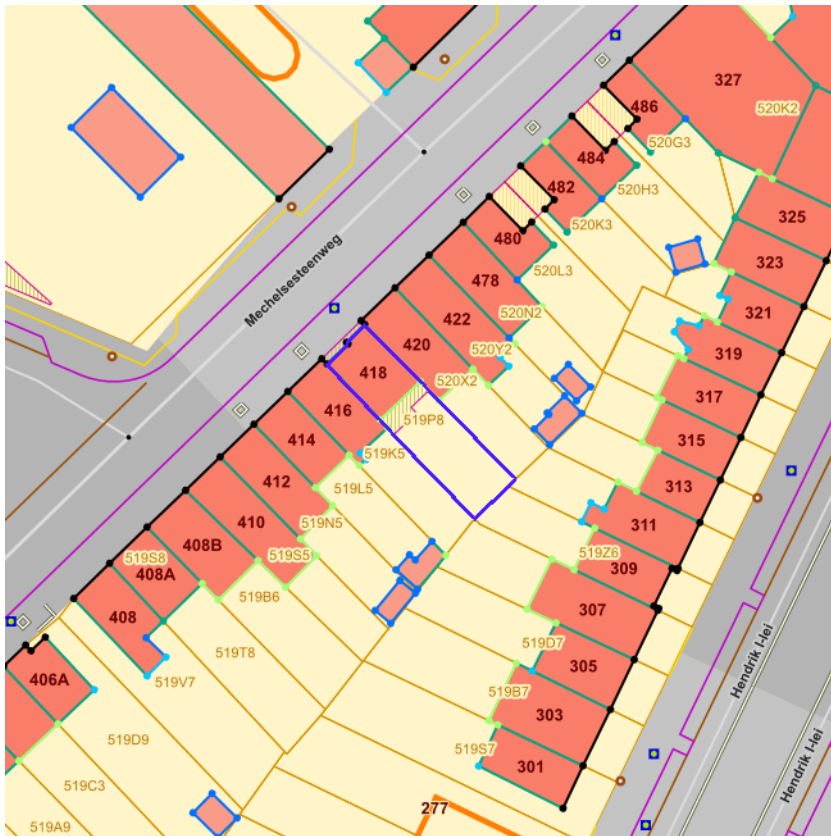 327
486
520K2
520G3
484
482
520H3
325
520K3
480
323
Mechelsesteenweg
520L3
478
321
520N2
422
319
420
520Y2
418
520X2
317
416
519P8
315
414
519K5
412
519L5
313
410
519N5
311
408B
519S5
519Z6
519S8
408A
309
519B6
408
307
519D7
519T8
305
Hendrik I-lei
406A
519V7
519B7
303
519D9
519S7
301
Hendrik I-lei
519C3
277
519A9